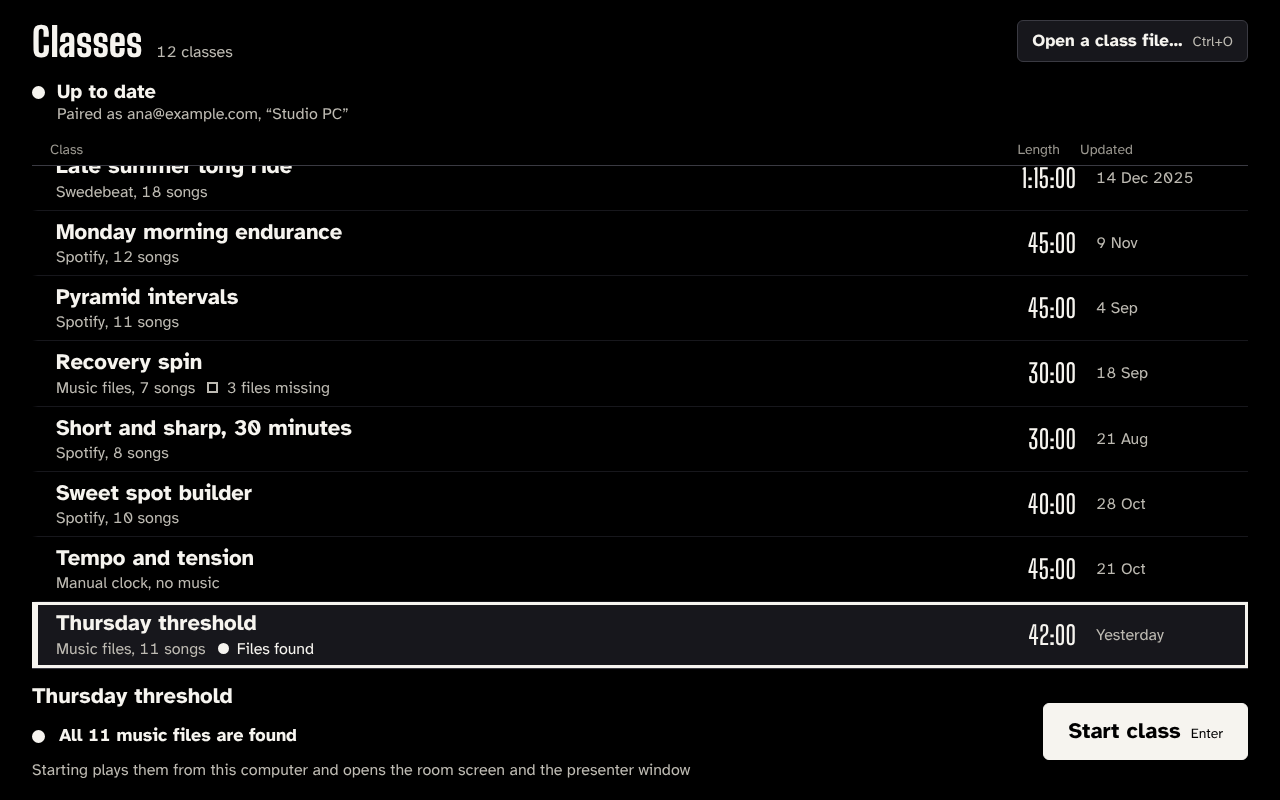 Classes 12 classes
Open a class file... Ctrl+O
Up to date
Paired as ana@example.com, “Studio PC”
Class Length Updated
Late summer long ride
Swedebeat, 18 songs
1:15:00 14 Dec 2025
Monday morning endurance
Spotify, 12 songs
45:00 9 Nov
Pyramid intervals
Spotify, 11 songs
45:00 4 Sep
Recovery spin
Music files, 7 songs 3 files missing
30:00 18 Sep
Short and sharp, 30 minutes
Spotify, 8 songs
30:00 21 Aug
Sweet spot builder
Spotify, 10 songs
40:00 28 Oct
Tempo and tension
Manual clock, no music
45:00 21 Oct
Thursday threshold
Music files, 11 songs Files found
42:00 Yesterday
Thursday threshold
All 11 music files are found
Starting plays them from this computer and opens the room screen and the presenter window
Start class Enter